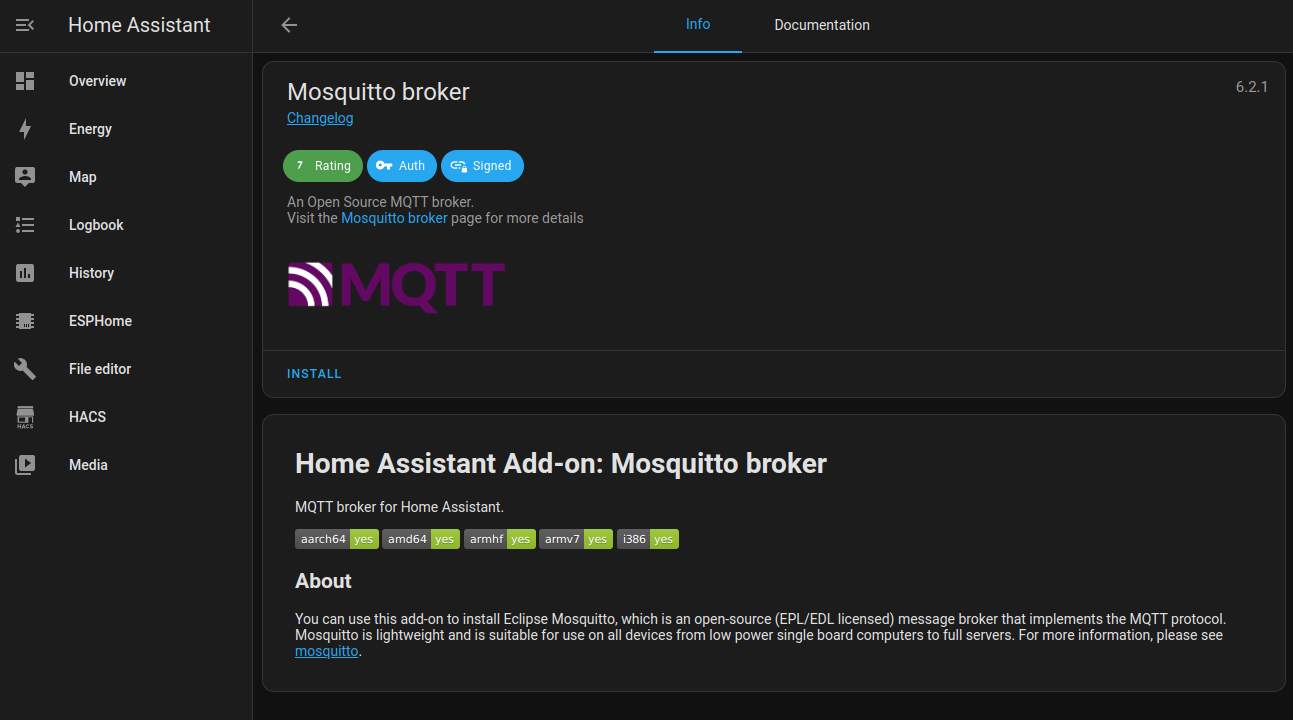 Home Assistant
Info
Documentation
Overview
Energy
Map
Logbook
History
ESPHome
File editor
HACS
HACS
Media
Mosquitto broker
6.2.1
Changelog
7 Rating
Auth
Signed
An Open Source MQTT broker.
Visit the Mosquitto broker page for more details
MQTT
INSTALL
Home Assistant Add-on: Mosquitto broker
MQTT broker for Home Assistant.
aarch64 yes amd64 yes armhf yes armv7 yes i386 yes
About
You can use this add-on to install Eclipse Mosquitto, which is an open-source (EPL/EDL licensed) message broker that implements the MQTT protocol.
Mosquitto is lightweight and is suitable for use on all devices from low power single board computers to full servers. For more information, please see
mosquitto.